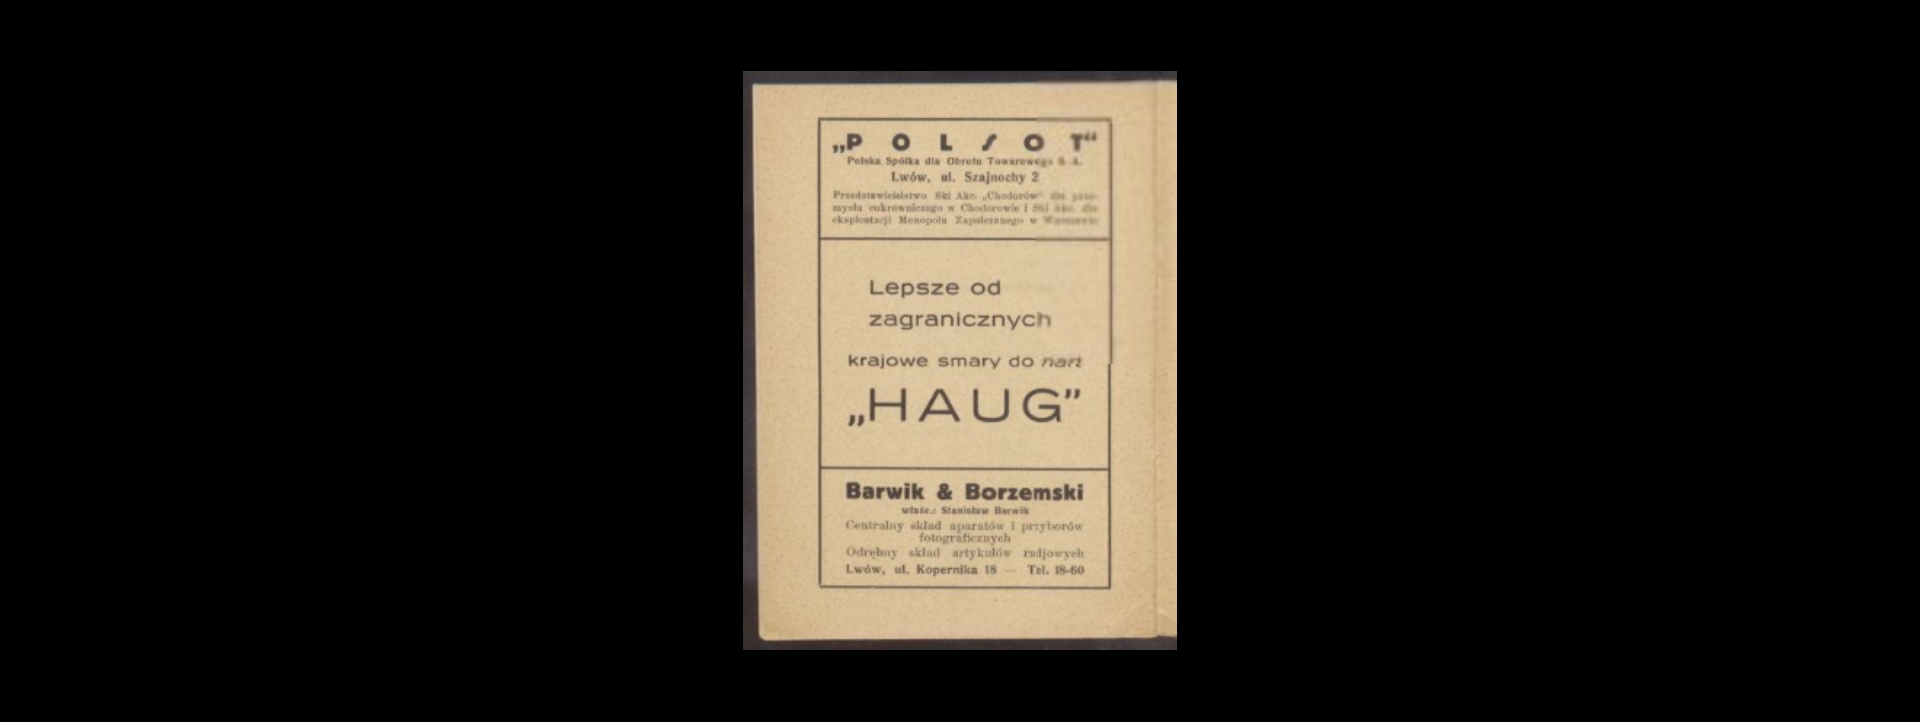 „POLSOT“
Polska Spółka dla Obrotu Towarowego S. A.
Lwów, ul. Szajnochy 2
Przedstawicielstwo Ski Akc. „Chodorów“ dla prze-
mysłu cukrowniczego w Chodorowie i Ski Akc. dla
eksploatacji Monopolu Zapałczanego w Warszawie
Lepsze od
zagranicznych
krajowe smary do nart
„HAUG”
Barwik & Borzemski
właśc.: Stanisław Barwik
Centralny skład aparatów i przyborów
fotograficznych
Odrębny skład artykułów radjowych
Lwów, ul. Kopernika 18 — Tel. 18-60